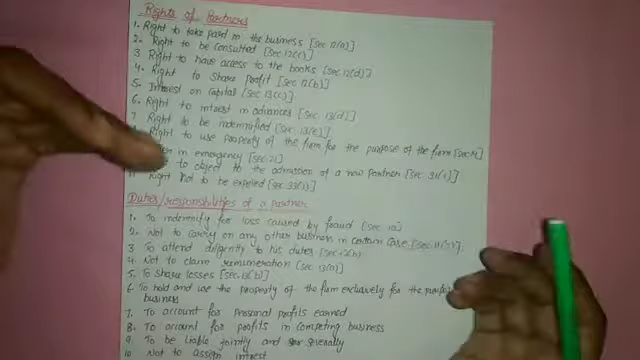 Rights of Partners
1. Right to take part in the business [sec 12(a)]
2. Right to be consulted [sec 12(c)]
3 Right to have access to the books [sec 12(d)]
4. Right to share profit [sec 13(b)]
5. Interest on capital [sec 13(c)]
6. Right to interest in advances [sec 13(d)]
7 Right to be indemnified [sec 13(e)]
Right to use property of the firm for the purpose of the firm [sec
in emergency [sec 21]
to object to the admission of a new partner [sec 31(1)]
Right Not to be expelled [sec 33(1)]
Duties/responsibilities of a partner
1. To indemnify for loss caused by fraud [sec 10]
2. Not to carry on any other business in certain case [sec
3 To attend diligently to his duties [sec 12(b)
4 Not to claim remuneration [sec 13(a)]
5. To share losses [sec 13(b)]
6. To hold and use the property of the firm exclusively for the
business
7. To account for personal profits earned
8. To account for profits in competing business
9 To be liable jointly and severally
10 Not to assign interest